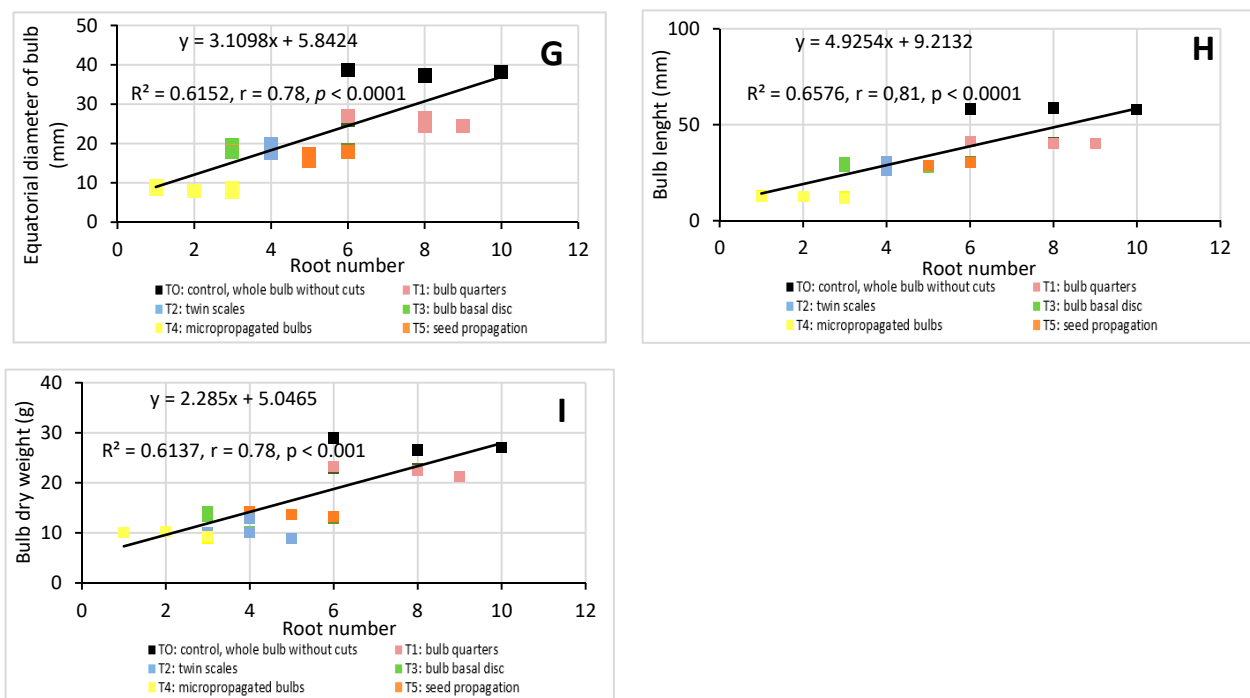 y = 3.1098x + 5.8424
G
R² = 0.6152, r = 0.78, p < 0.0001
Equatorial diameter of bulb
(mm)
50
40
30
20
10
0
0 2 4 6 8 10 12
Root number
TO: control, whole bulb without cuts T1: bulb quarters
T2: twin scales T3: bulb basal disc
T4: micropropagated bulbs T5: seed propagation
y = 4.9254x + 9.2132
H
R² = 0.6576, r = 0,81, p < 0.0001
Bulb lenght (mm)
100
50
0
0 2 4 6 8 10 12
Root number
TO: control, whole bulb without cuts T1: bulb quarters
T2: twin scales T3: bulb basal disc
T4: micropropagated bulbs T5: seed propagation
y = 2.285x + 5.0465
I
R² = 0.6137, r = 0.78, p < 0.001
Bulb dry weight (g)
40
30
20
10
0
0 2 4 6 8 10 12
Root number
TO: control, whole bulb without cuts T1: bulb quarters
T2: twin scales T3: bulb basal disc
T4: micropropagated bulbs T5: seed propagation